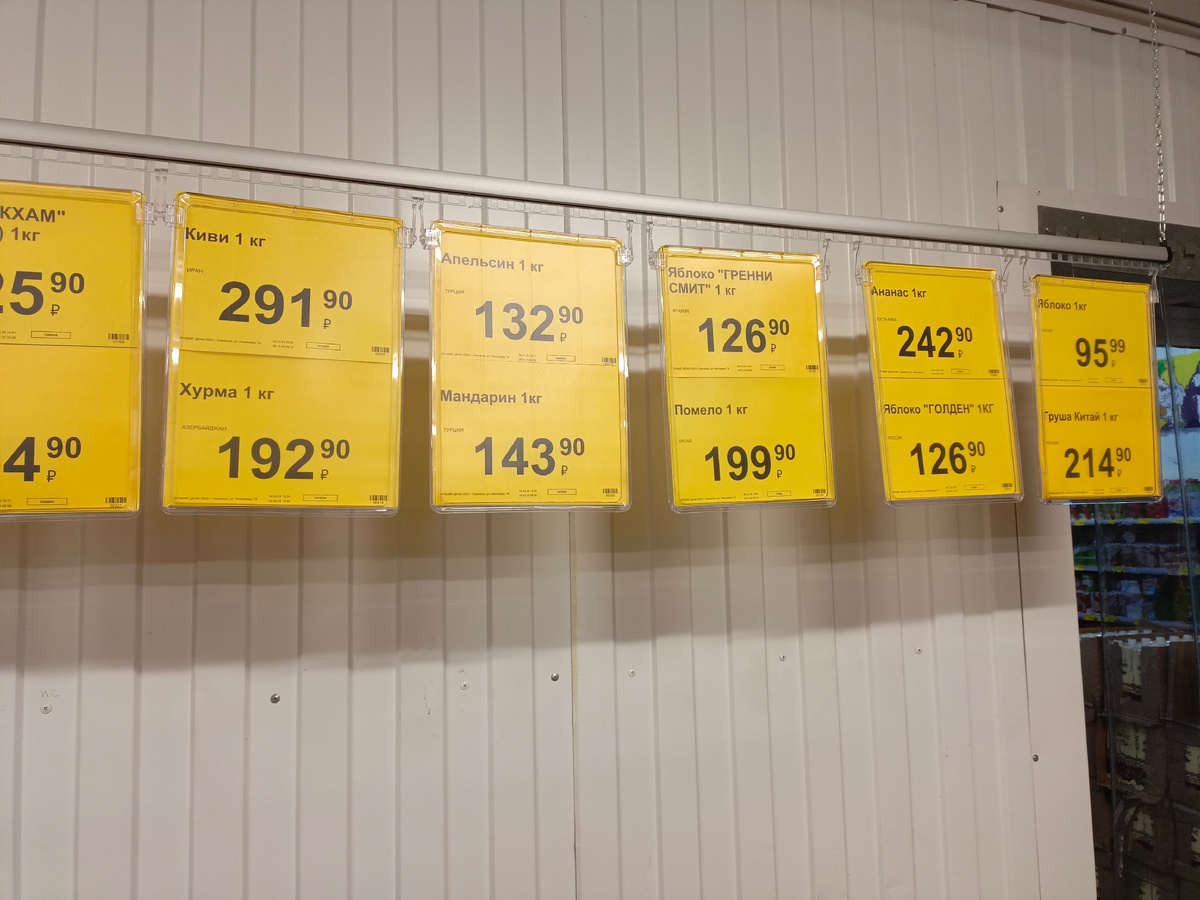 КХАМ"
) 1кг
25 90
₽
4 90
₽
Киви 1 кг
ИРАН
291 90
₽
Хурма 1 кг
АЗЕРБАЙДЖАН
192 90
₽
Апельсин 1 кг
ТУРЦИЯ
132 90
₽
Мандарин 1кг
ТУРЦИЯ
143 90
₽
Яблоко "ГРЕННИ
СМИТ" 1 кг
126 90
₽
Помело 1 кг
КИТАЙ
199 90
₽
Ананас 1кг
242 90
₽
Яблоко "ГОЛДЕН" 1КГ
РОССИЯ
126 90
₽
Яблоко 1кг
РОССИЯ
95 99
₽
Груша Китай 1 кг
214 90
₽